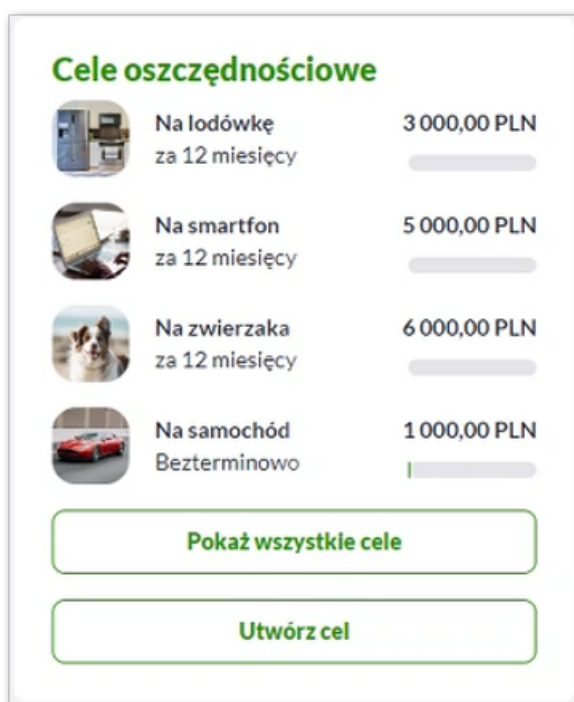 Cele oszczędnościowe
Na lodówkę 3 000,00 PLN
za 12 miesięcy
Na smartfon 5 000,00 PLN
za 12 miesięcy
Na zwierzaka 6 000,00 PLN
za 12 miesięcy
Na samochód 1 000,00 PLN
Bezterminowo
Pokaż wszystkie cele
Utwórz cel